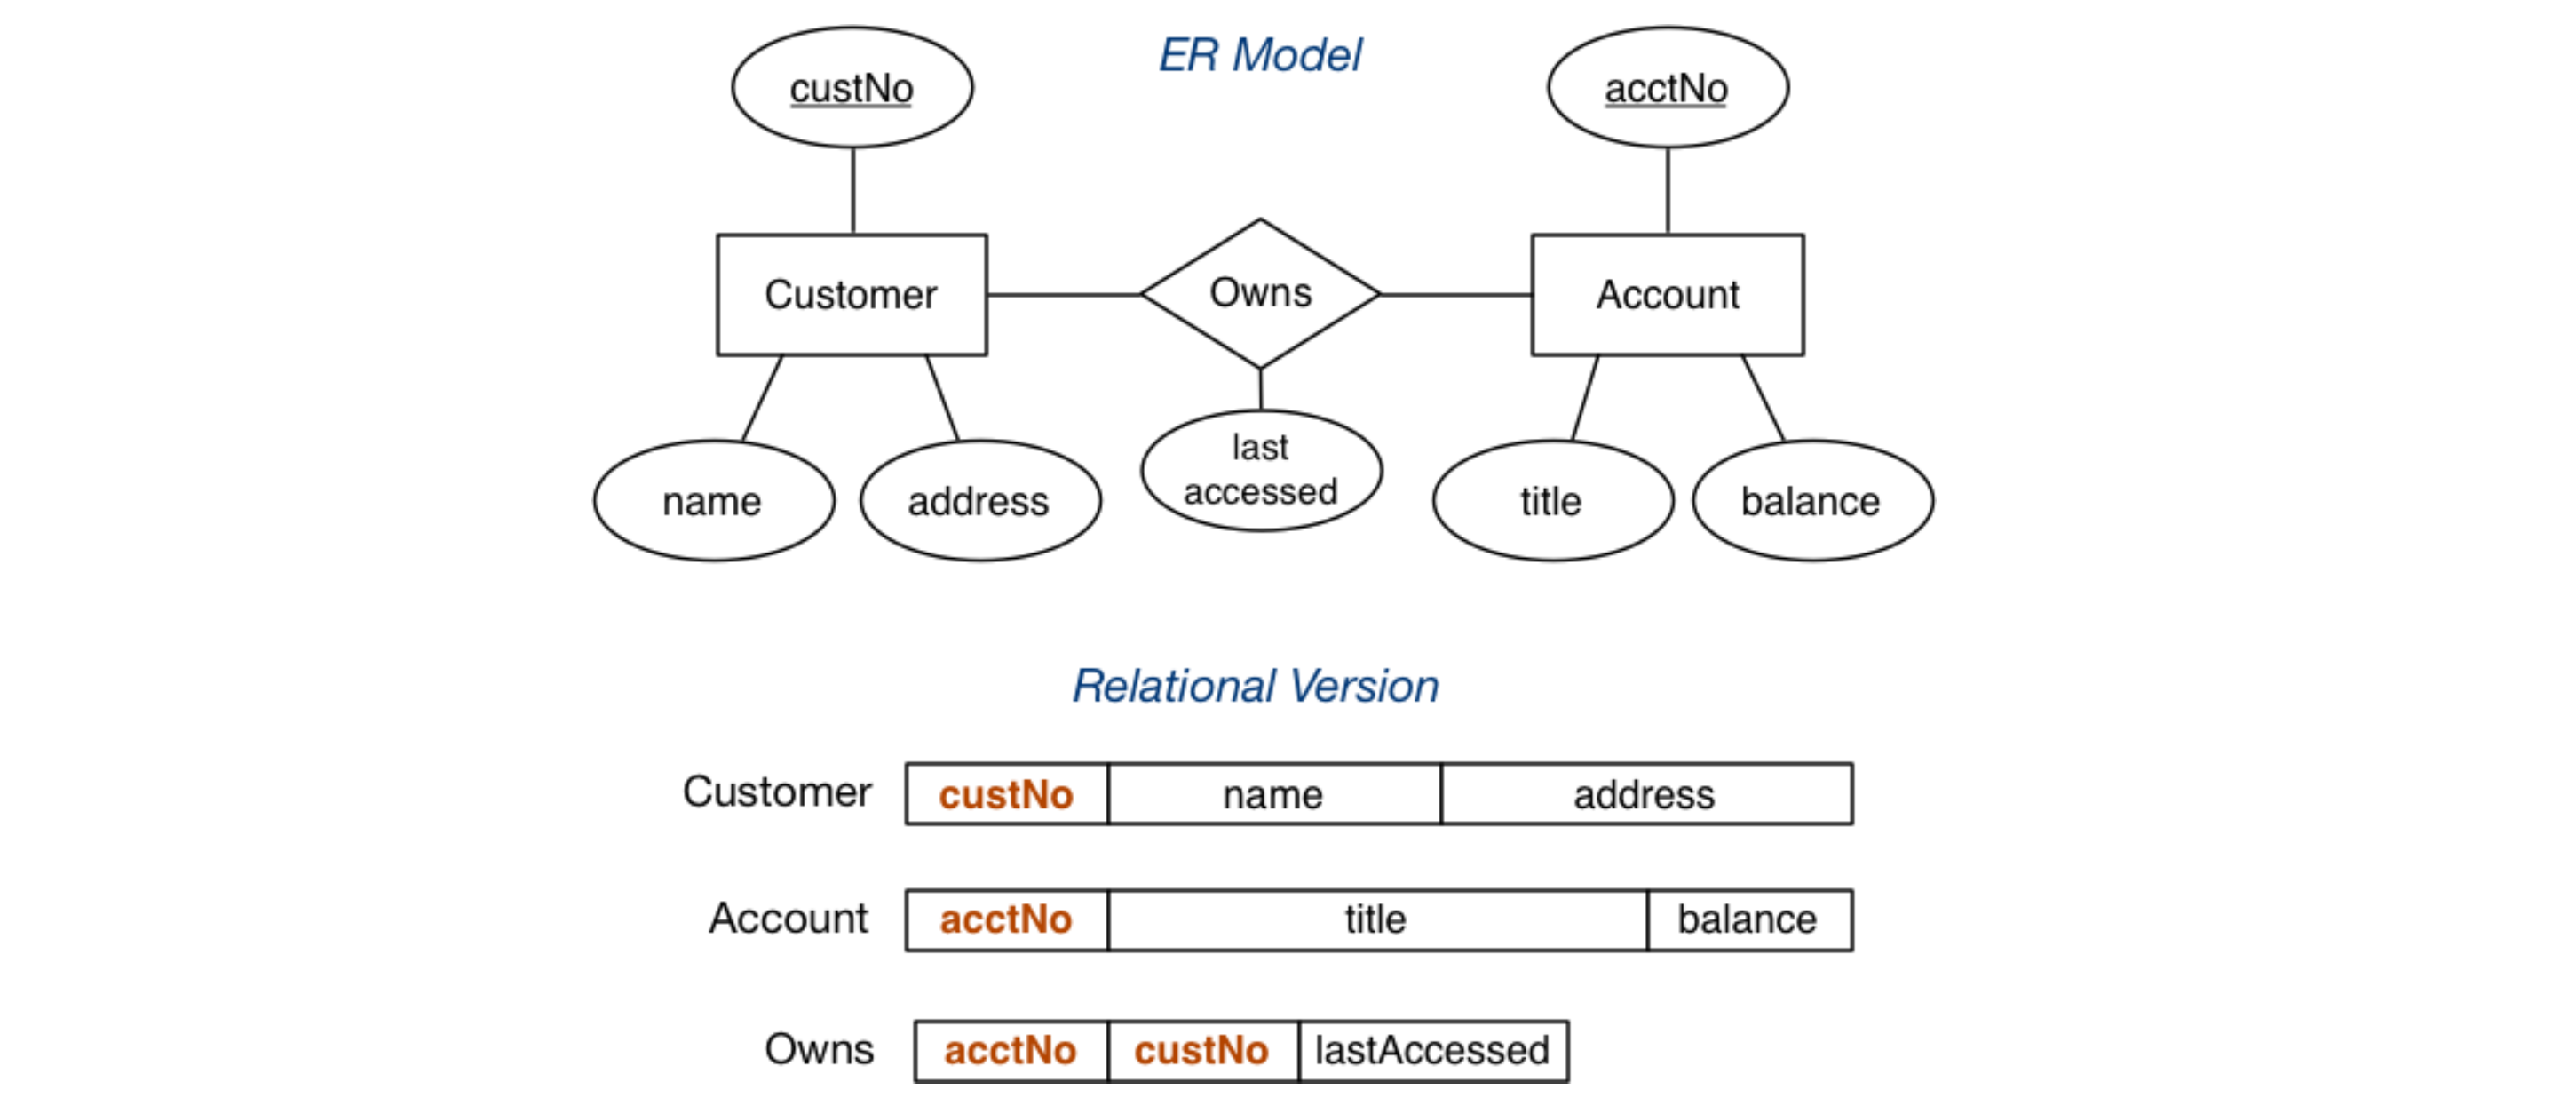 ER Model
custNo
acctNo
Customer
Owns
Account
name
address
last
accessed
title
balance
Relational Version
Customer custNo name address
Account acctNo title balance
Owns acctNo custNo lastAccessed